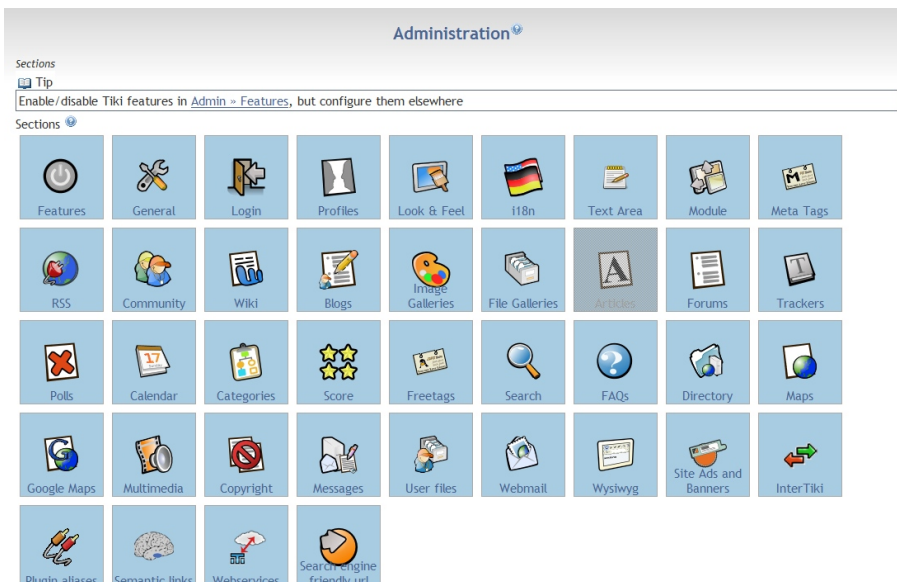 Administration
Sections
Tip
Enable/disable Tiki features in Admin » Features, but configure them elsewhere
Sections
Features General Login Profiles Look & Feel i18n Text Area Module Meta Tags
RSS Community Wiki Blogs Image Galleries File Galleries Articles Forums Trackers
17
Polls Calendar Categories Score Freetags Search FAQs Directory Maps
Google Maps Multimedia Copyright Messages User files Webmail Wysiwyg Site Ads and Banners InterTiki
Plugin aliases Semantic links Webservices Search engine friendly url